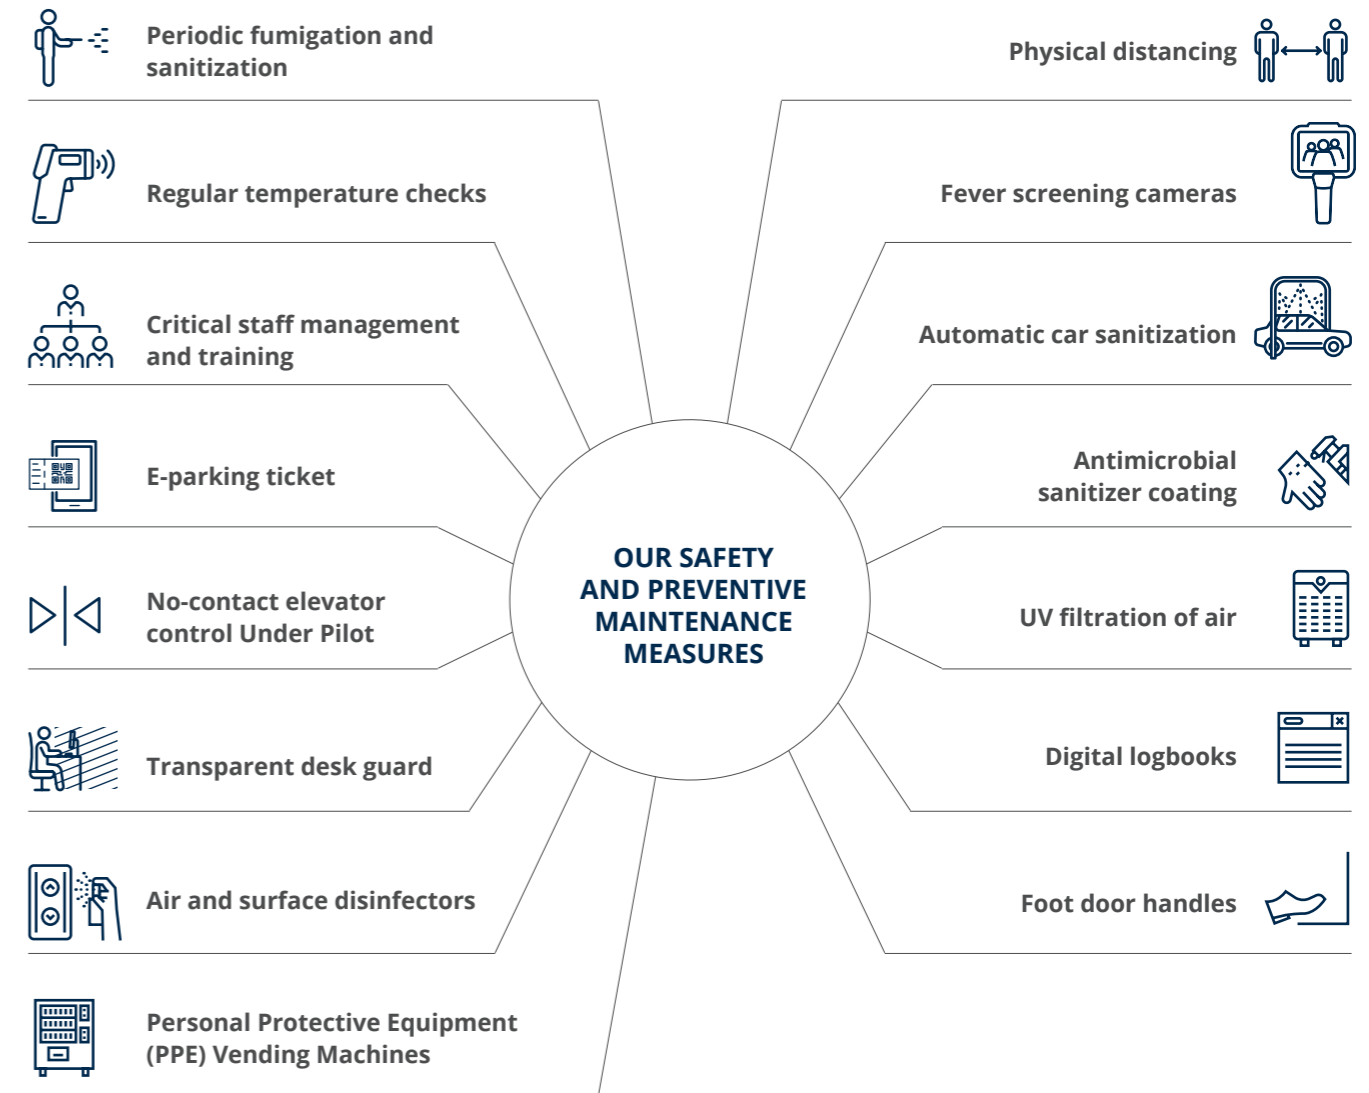 Periodic fumigation and
sanitization
Regular temperature checks
Critical staff management
and training
E-parking ticket
No-contact elevator
control Under Pilot
Transparent desk guard
Air and surface disinfectors
Personal Protective Equipment
(PPE) Vending Machines
OUR SAFETY
AND PREVENTIVE
MAINTENANCE
MEASURES
Physical distancing
Fever screening cameras
Automatic car sanitization
Antimicrobial
sanitizer coating
UV filtration of air
Digital logbooks
Foot door handles